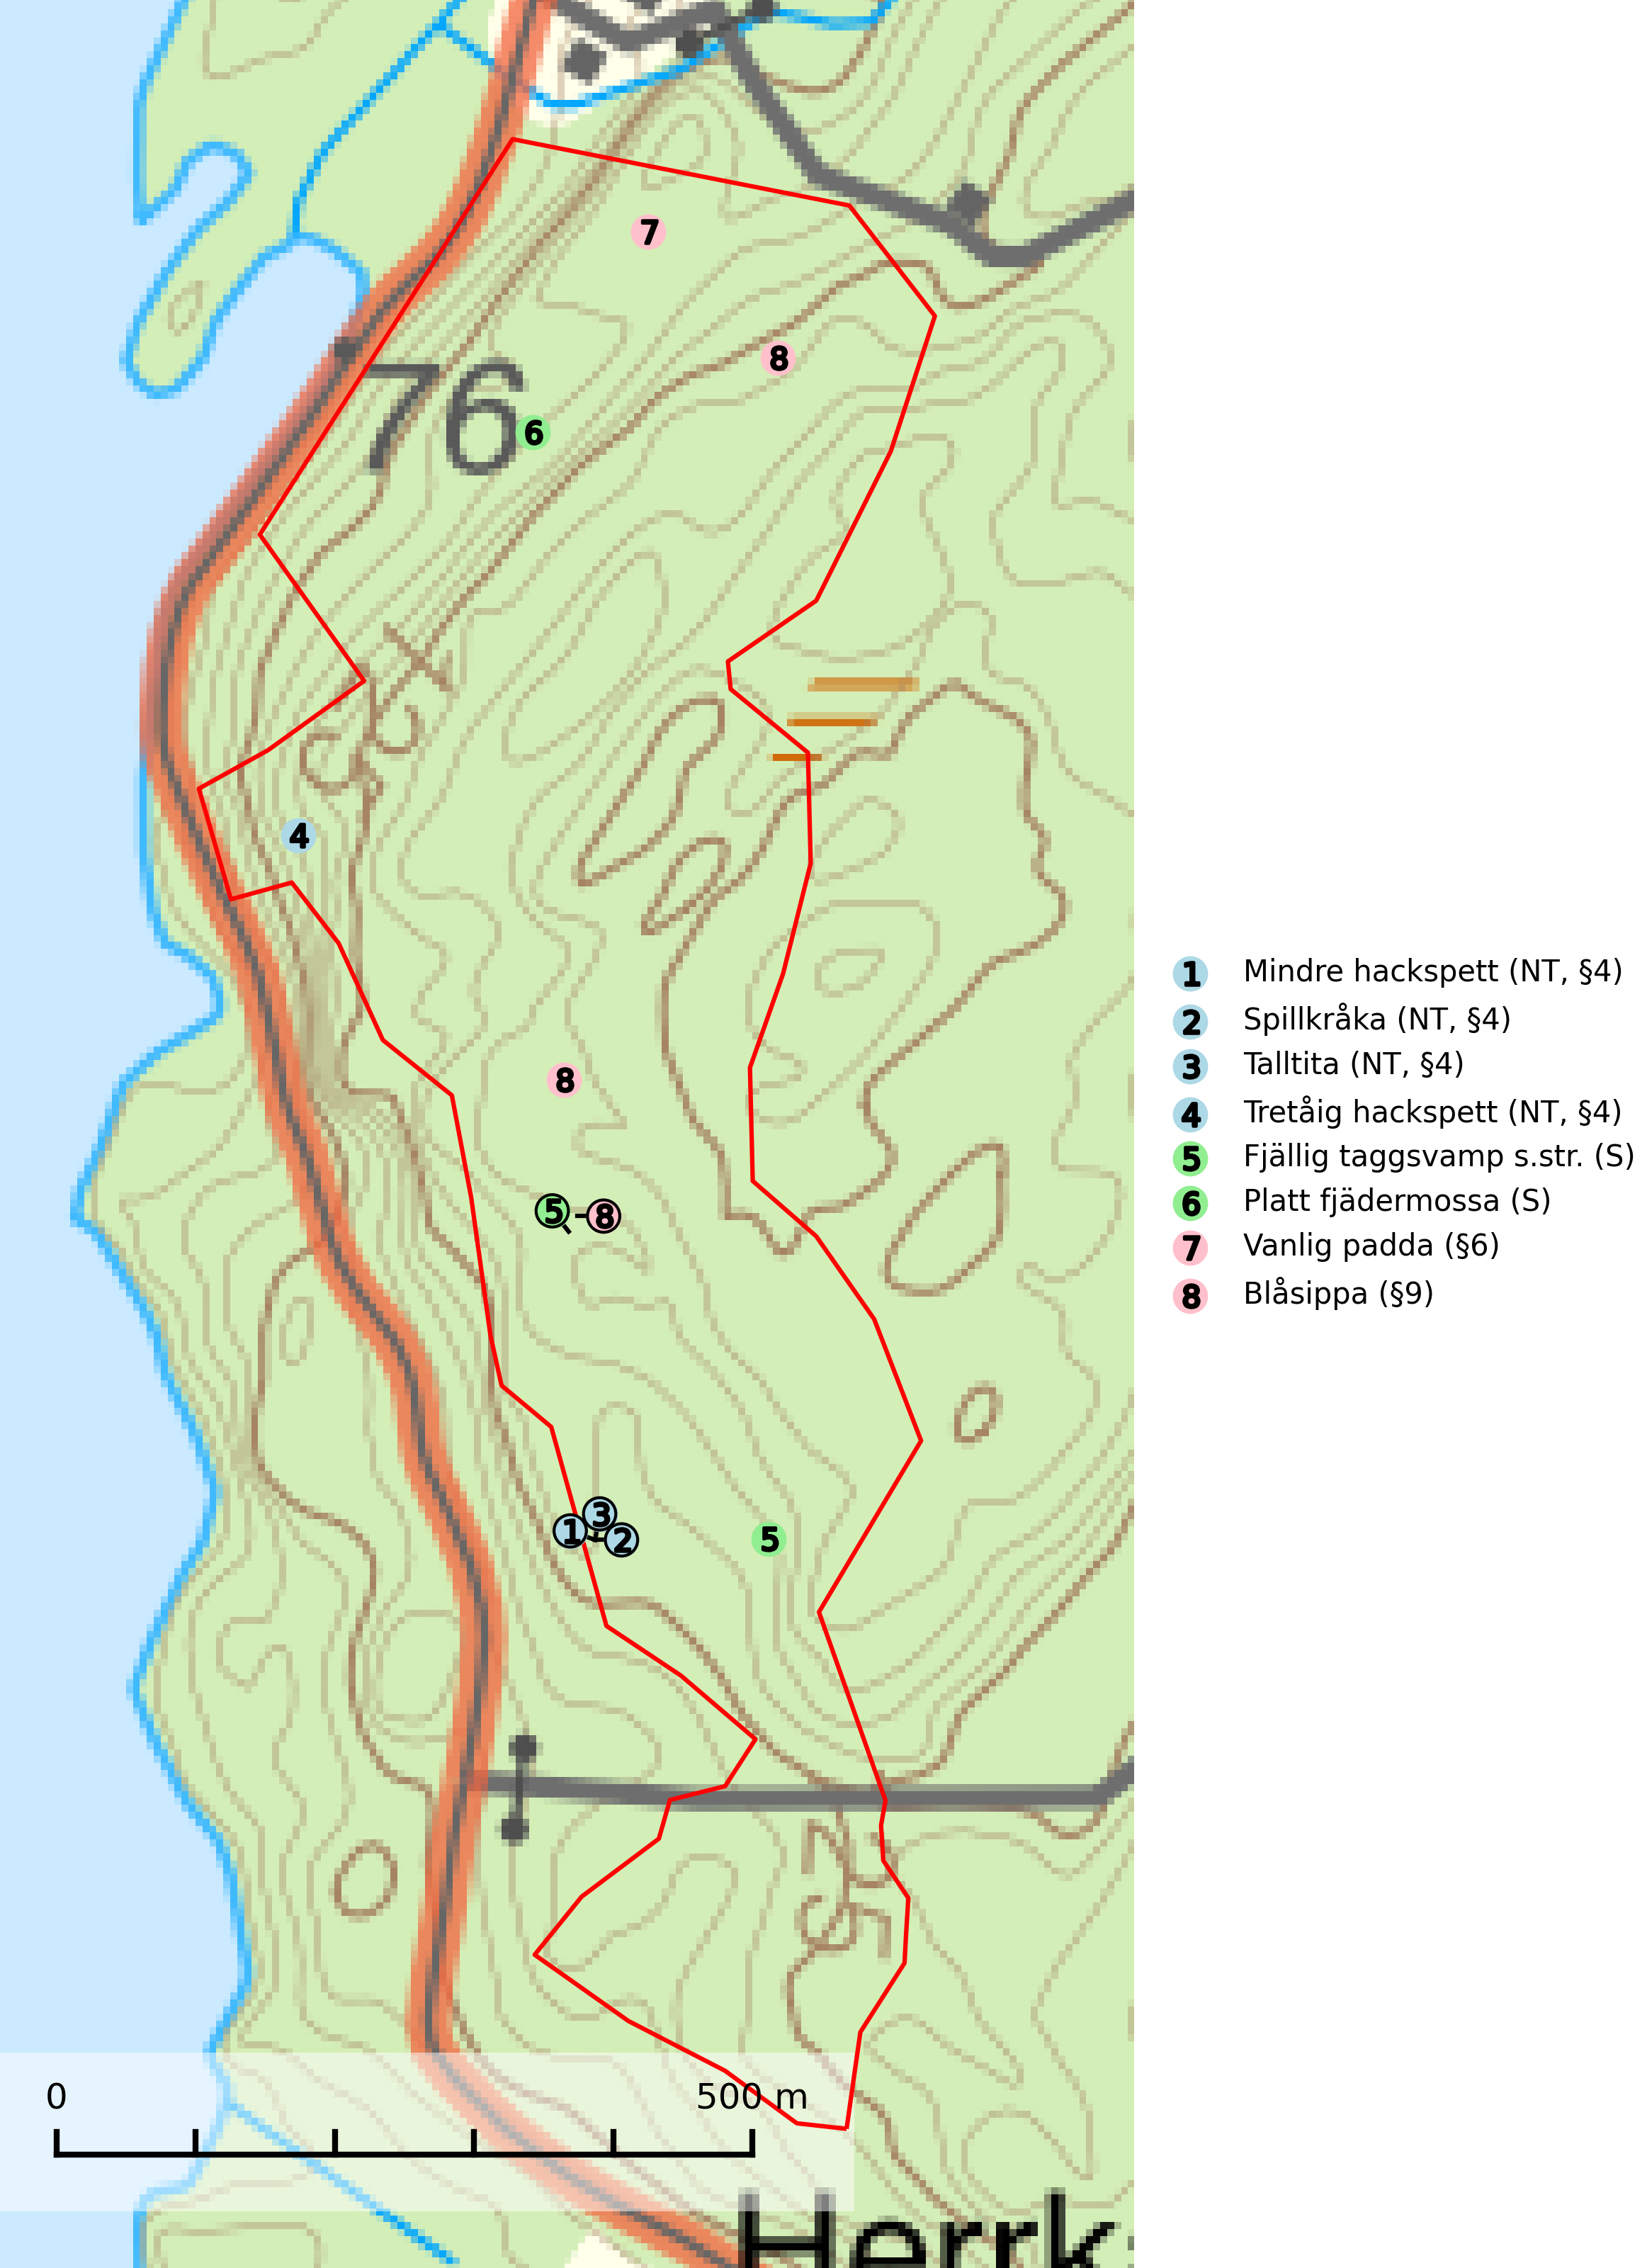 7
8
76
6
4
8
5
8
3
1
2
5
25
0
500 m
Herrk
1 Mindre hackspett (NT, §4)
2 Spillkråka (NT, §4)
3 Talltita (NT, §4)
4 Tretåig hackspett (NT, §4)
5 Fjällig taggsvamp s.str. (S)
6 Platt fjädermossa (S)
7 Vanlig padda (§6)
8 Blåsippa (§9)